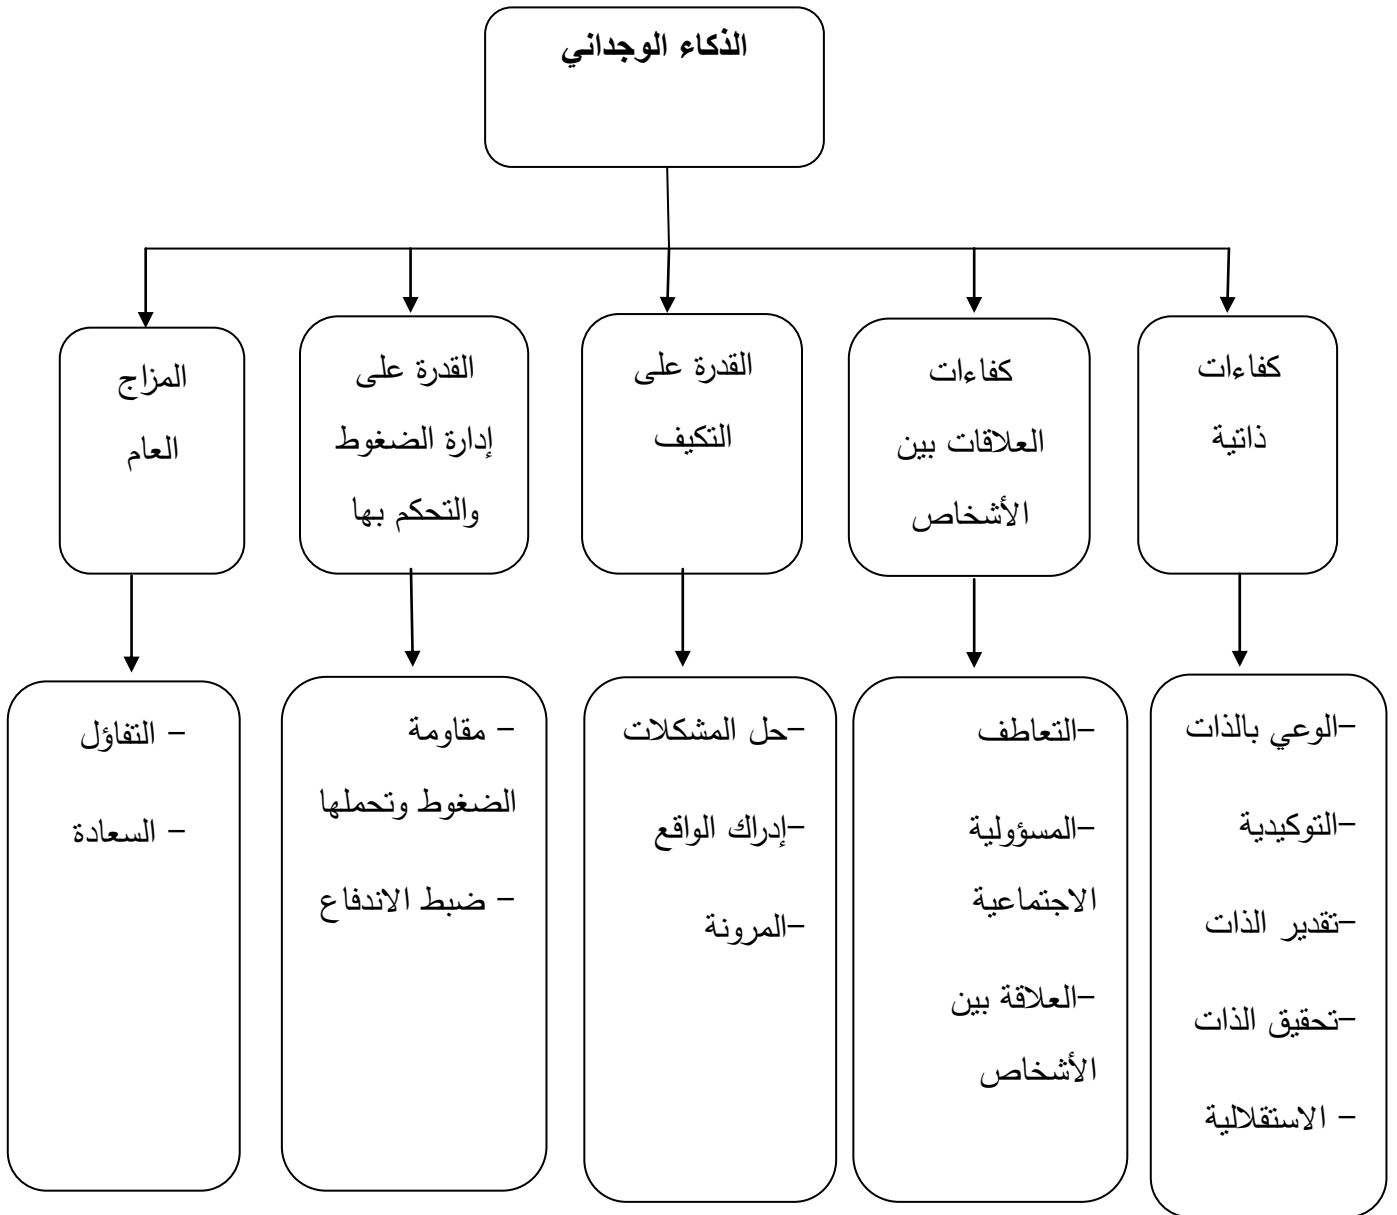 الذكاء الوجداني
كفاءات
ذاتية
كفاءات
العلاقات بين
الأشخاص
القدرة على
التكيف
القدرة على
إدارة الضغوط
والتحكم بها
المزاج
العام
-الوعي بالذات
-التوكيدية
-تقدير الذات
-تحقيق الذات
- الاستقلالية
-التعاطف
-المسؤولية
الاجتماعية
-العلاقة بين
الأشخاص
-حل المشكلات
-إدراك الواقع
-المرونة
- مقاومة
الضغوط وتحملها
- ضبط الاندفاع
- التفاؤل
- السعادة